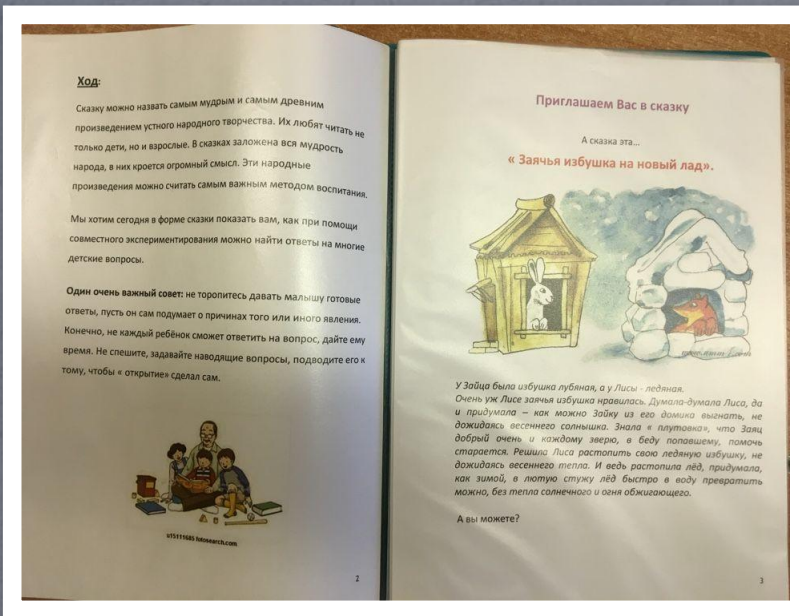 Ход:
Сказку можно назвать самым мудрым и самым древним
произведением устного народного творчества. Их любят читать не
только дети, но и взрослые. В сказках заложена вся мудрость
народа, в них кроется огромный смысл. Эти народные
произведения можно считать самым важным методом воспитания.
Мы хотим сегодня в форме сказки показать вам, как при помощи
совместного экспериментирования можно найти ответы на многие
детские вопросы.
Один очень важный совет: не торопитесь давать малышу готовые
ответы, пусть он сам подумает о причинах того или иного явления.
Конечно, не каждый ребёнок сможет ответить на вопрос, дайте ему
время. Не спешите, задавайте наводящие вопросы, подводите его к
тому, чтобы « открытие» сделал сам.
u15111685 fotosearch.com
2
Приглашаем Вас в сказку
А сказка эта...
« Заячья избушка на новый лад».
У Зайца была избушка лубяная, а у Лисы - ледяная.
Очень уж Лисе заячья избушка нравилась. Думала-думала Лиса, да
и придумала – как можно Зайку из его домика выгнать, не
дожидаясь весеннего солнышка. Знала « плутовка», что Заяц
добрый очень и каждому зверю, в беду попавшему, помочь
старается. Решила Лиса растопить свою ледяную избушку, не
дожидаясь весеннего тепла. И ведь растопила лёд, придумала,
как зимой, в лютую стужу лёд быстро в воду превратить
можно, без тепла солнечного и огня обжигающего.
А вы можете?
3